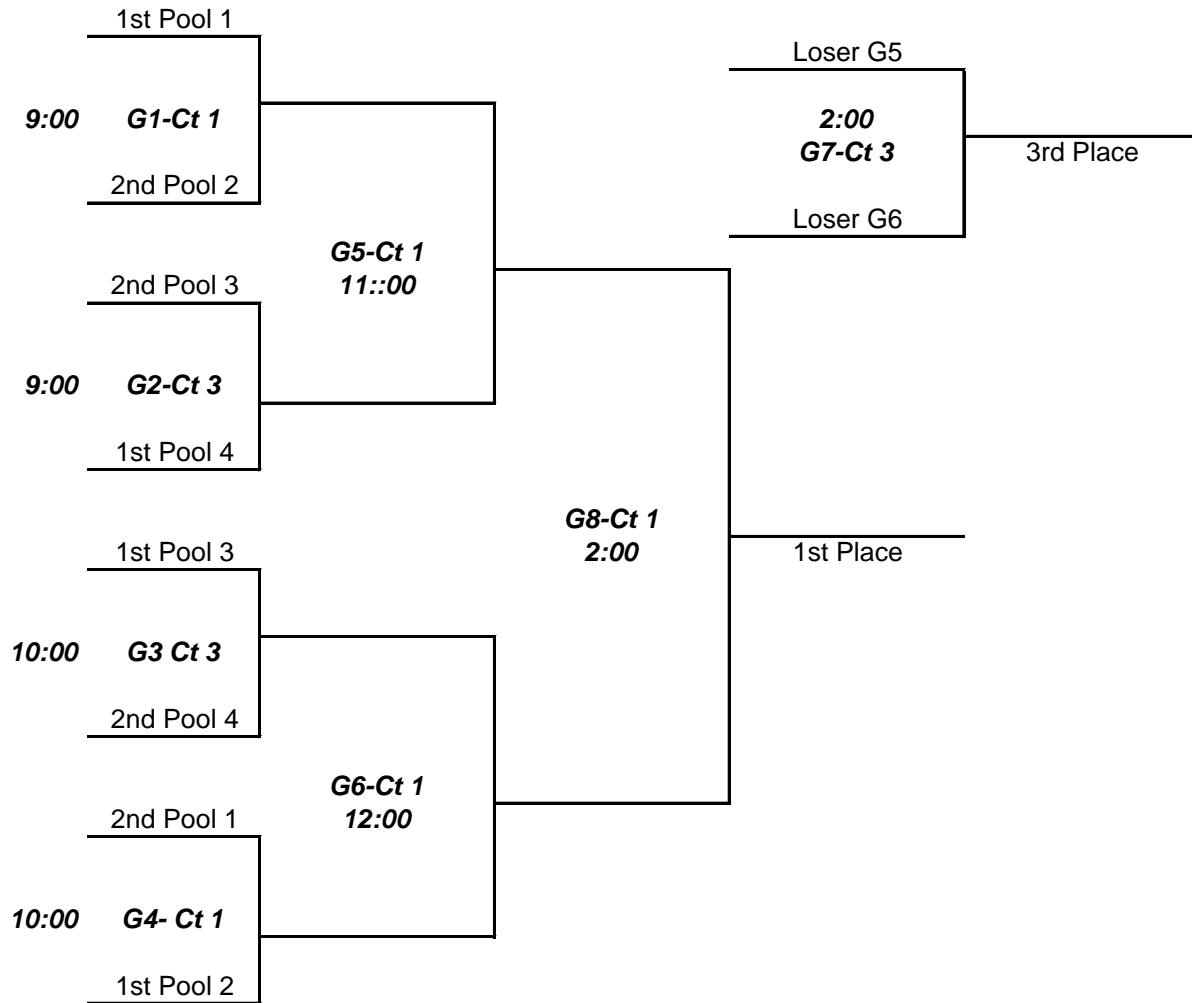 1st Pool 1
9:00 G1-Ct 1
2nd Pool 2
G5-Ct 1
11::00
2nd Pool 3
9:00 G2-Ct 3
1st Pool 4
G8-Ct 1
2:00
1st Place
1st Pool 3
10:00 G3 Ct 3
2nd Pool 4
G6-Ct 1
12:00
2nd Pool 1
10:00 G4- Ct 1
1st Pool 2
Loser G5
2:00
G7-Ct 3
3rd Place
Loser G6